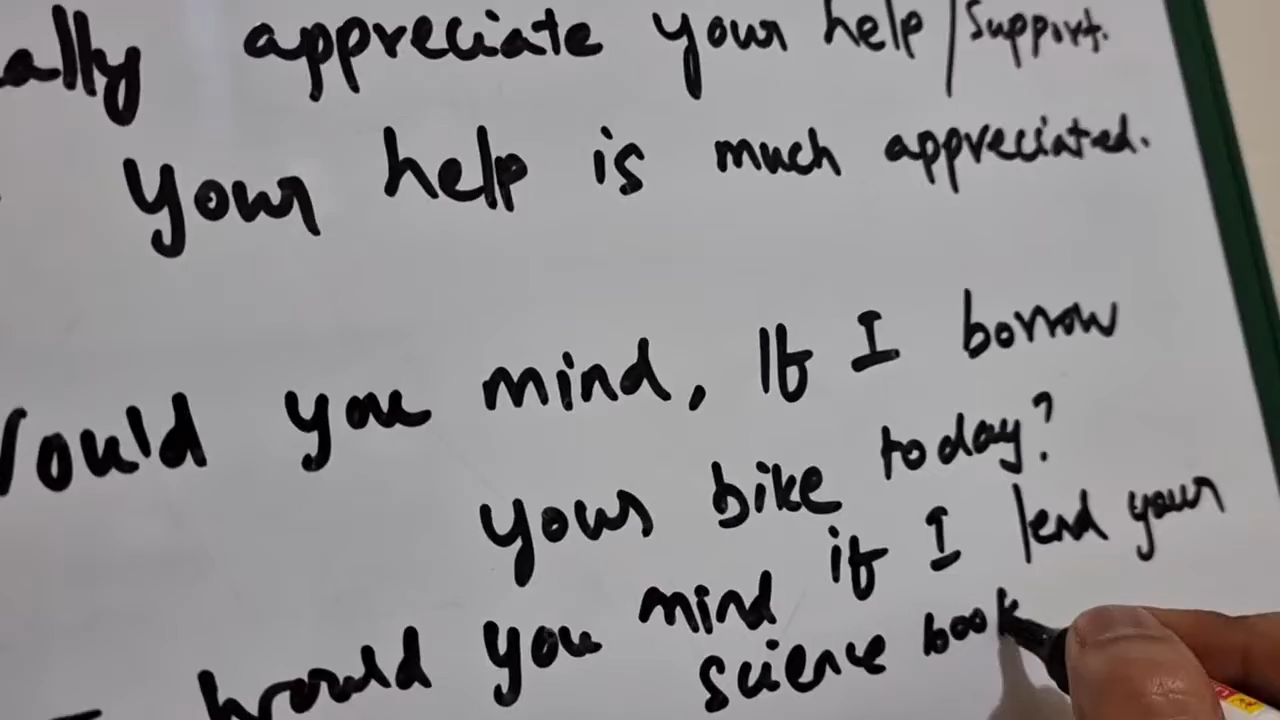 ally appreciate your help/support.
your help is much appreciated.
Would you mind, If I borrow
your bike today?
would you mind if I lend your
science book